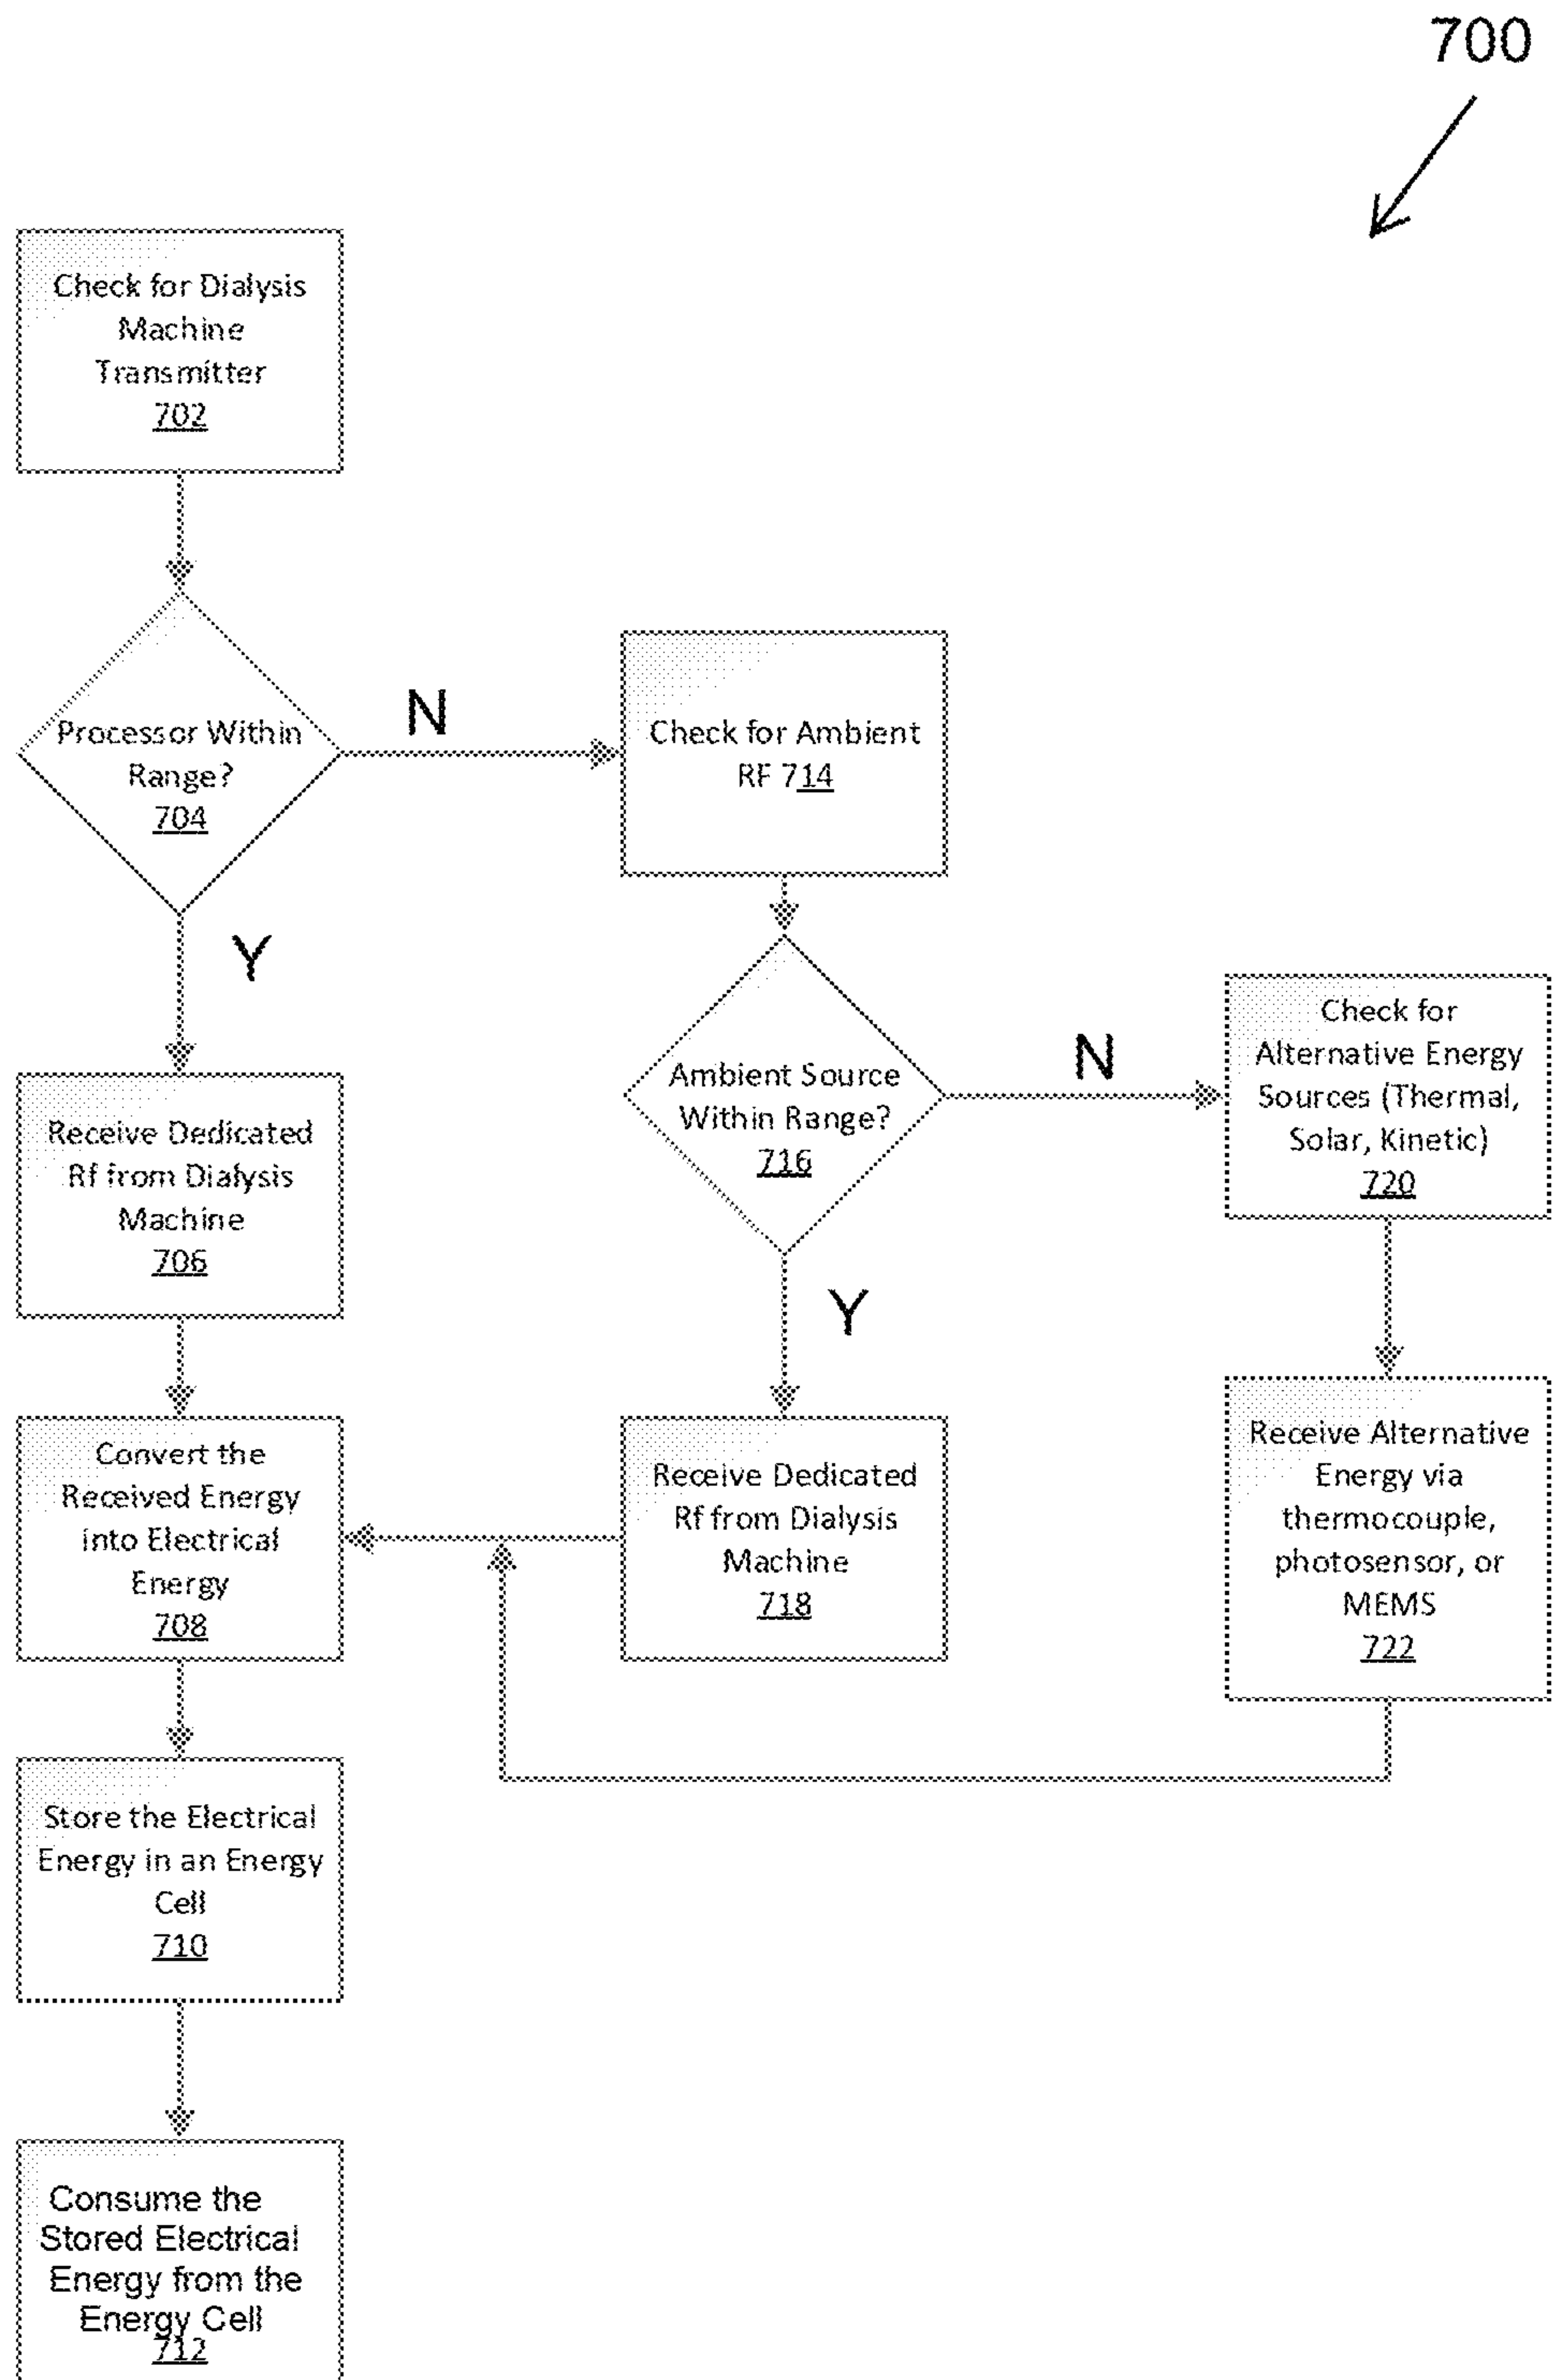 700
Check for Dialysis
Machine
Transmitter
702
Processor Within
Range?
704
N
Y
Check for Ambient
RF 714
Ambient Source
Within Range?
716
N
Y
Check for
Alternative Energy
Sources (Thermal,
Solar, Kinetic)
720
Receive Dedicated
Rf from Dialysis
Machine
706
Convert the
Received Energy
into Electrical
Energy
708
Receive Dedicated
Rf from Dialysis
Machine
718
Receive Alternative
Energy via
thermocouple,
photosensor, or
MEMS
722
Store the Electrical
Energy in an Energy
Cell
710
Consume the
Stored Electrical
Energy from the
Energy Cell
712